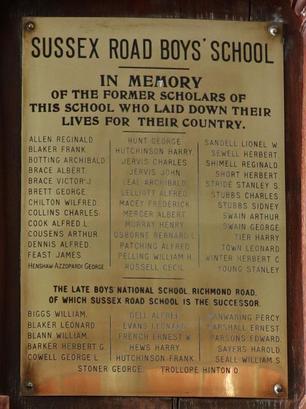 SUSSEX ROAD BOYS' SCHOOL
IN MEMORY
OF THE FORMER SCHOLARS OF
THIS SCHOOL WHO LAID DOWN THEIR
LIVES FOR THEIR COUNTRY.
ALLEN REGINALD
BLAKER FRANK
BOTTING ARCHIBALD
BRACE ALBERT
BRACE VICTOR J
BRETT GEORGE
CHILTON WILFRED
COLLINS CHARLES
COOK ALFRED L
COUSENS ARTHUR
DENNIS ALFRED.
FEAST JAMES
HENSHAW AZZOPARDI GEORGE
HUNT GEORGE
HUTCHINSON HARRY
JERVIS CHARLES
JERVIS JOHN
LEAL ARCHIBALD
LELLIOTT ALFRED
MACEY FREDERICK
MERCER ALBERT
MURRAY HENRY
OSBORNE BERNARD C
PATCHING ALFRED
PELLING WILLIAM H
RUSSELL CECIL
SANDELL LIONEL W
SEWELL HERBERT
SHIMELL REGINALD
SHORT HERBERT
STRIDE STANLEY S
STUBBS CHARLES
STUBBS SIDNEY
SWAIN ARTHUR
SWAIN GEORGE
TIER HARRY
TOWN LEONARD
WINTER HERBERT C
YOUNG STANLEY
THE LATE BOYS NATIONAL SCHOOL. RICHMOND ROAD.
OF WHICH SUSSEX ROAD SCHOOL IS THE SUCCESSOR.
BIGGS WILLIAM.
BLAKER LEONARD
BLANN WILLIAM.
BARKER HERBERT G
COWELL GEORGE L
DELL ALFRED
EVANS LEONARD
FRENCH ERNEST W
HEWS HARRY
HUTCHINSON FRANK
MANWARING PERCY
MARSHALL ERNEST
PARSONS EDWARD
SAYERS HAROLD
SEALL WILLIAM S
STONER GEORGE TROLLOPE HINTON O